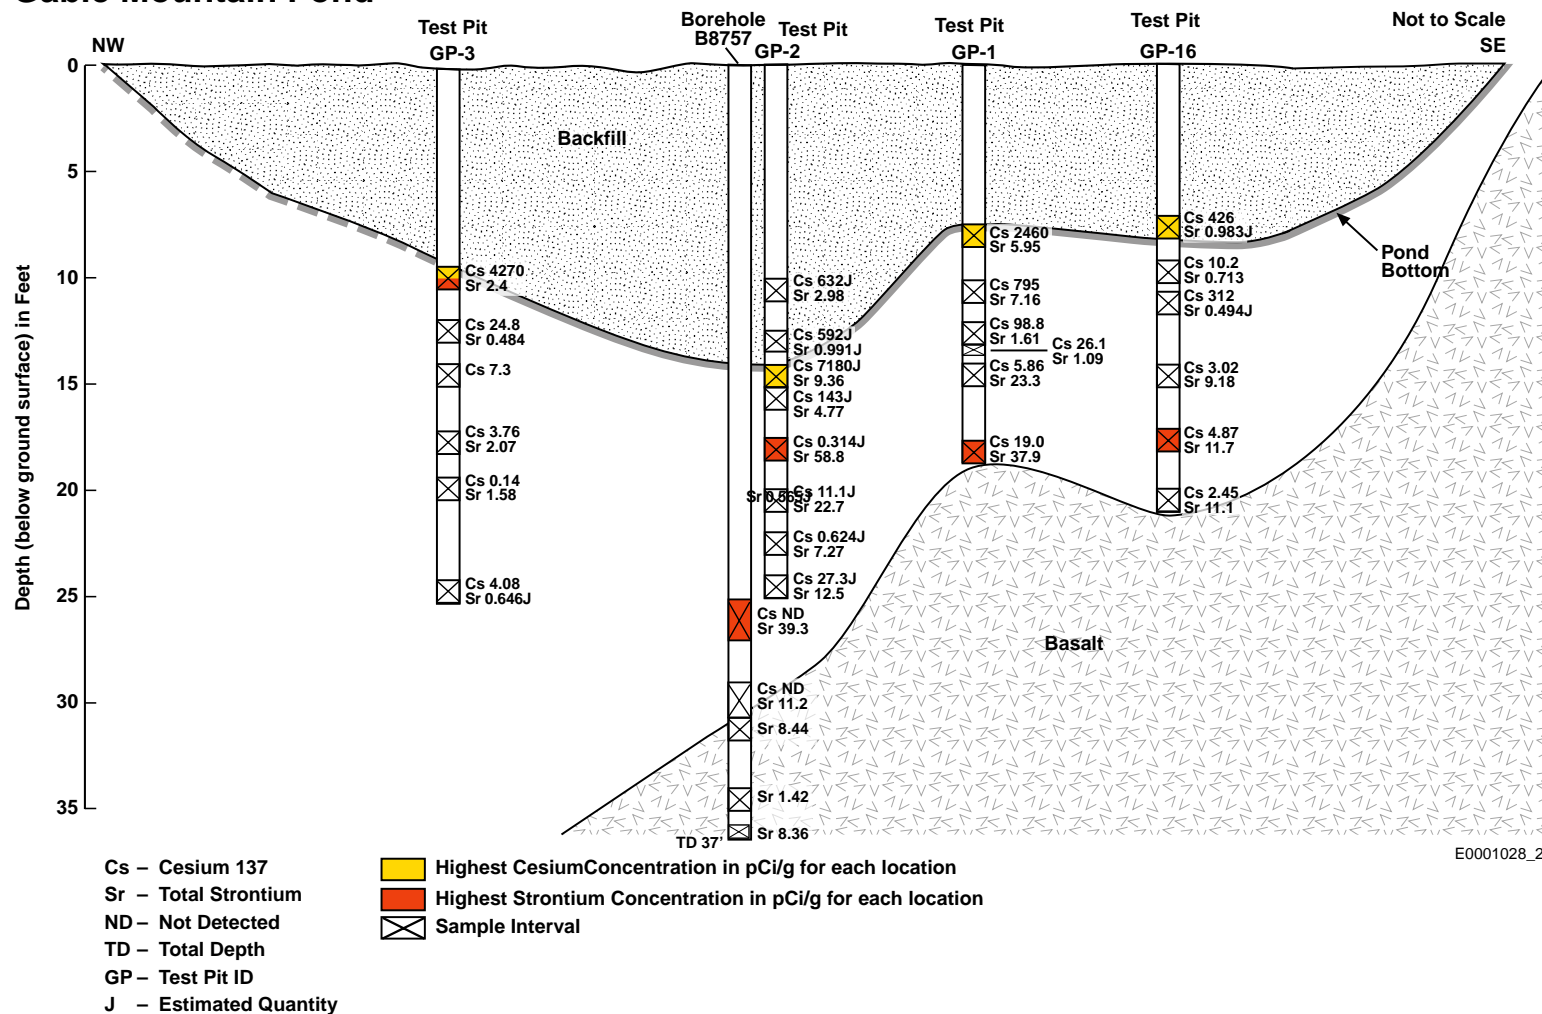 NW
Test Pit
GP-3
Borehole
B8757
Test Pit
GP-2
Test Pit
GP-1
Test Pit
GP-16
Not to Scale
SE
Depth (below ground surface) in Feet
0
5
10
15
20
25
30
35
Backfill
Pond
Bottom
Basalt
Cs 4270
Sr 2.4
Cs 24.8
Sr 0.484
Cs 7.3
Cs 3.76
Sr 2.07
Cs 0.14
Sr 1.58
Cs 4.08
Sr 0.646J
Cs ND
Sr 39.3
Cs ND
Sr 11.2
Sr 8.44
Sr 1.42
Sr 8.36
TD 37'
Cs 632J
Sr 2.98
Cs 592J
Sr 0.991J
Cs 7180J
Sr 9.36
Cs 143J
Sr 4.77
Cs 0.314J
Sr 58.8
Cs 11.1J
Sr 0.565J
Sr 22.7
Cs 0.624J
Sr 7.27
Cs 27.3J
Sr 12.5
Cs 2460
Sr 5.95
Cs 795
Sr 7.16
Cs 98.8
Sr 1.61
Cs 26.1
Sr 1.09
Cs 5.86
Sr 23.3
Cs 19.0
Sr 37.9
Cs 426
Sr 0.983J
Cs 10.2
Sr 0.713
Cs 312
Sr 0.494J
Cs 3.02
Sr 9.18
Cs 4.87
Sr 11.7
Cs 2.45
Sr 11.1
E0001028_2
Cs – Cesium 137
Sr – Total Strontium
ND – Not Detected
TD – Total Depth
GP – Test Pit ID
J – Estimated Quantity
Highest CesiumConcentration in pCi/g for each location
Highest Strontium Concentration in pCi/g for each location
Sample Interval